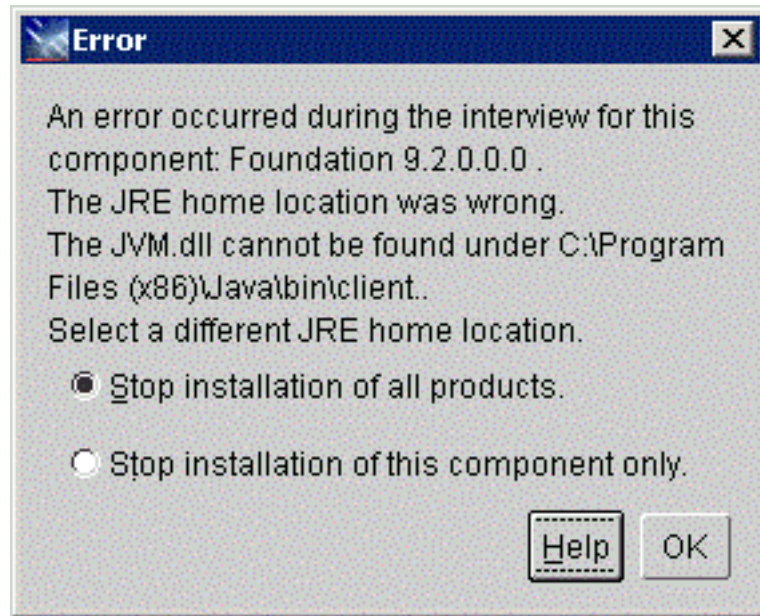 Error
An error occurred during the interview for this
component: Foundation 9.2.0.0.0 .
The JRE home location was wrong.
The JVM.dll cannot be found under C:\Program
Files (x86)\Java\bin\client..
Select a different JRE home location.
Stop installation of all products.
Stop installation of this component only.
Help OK